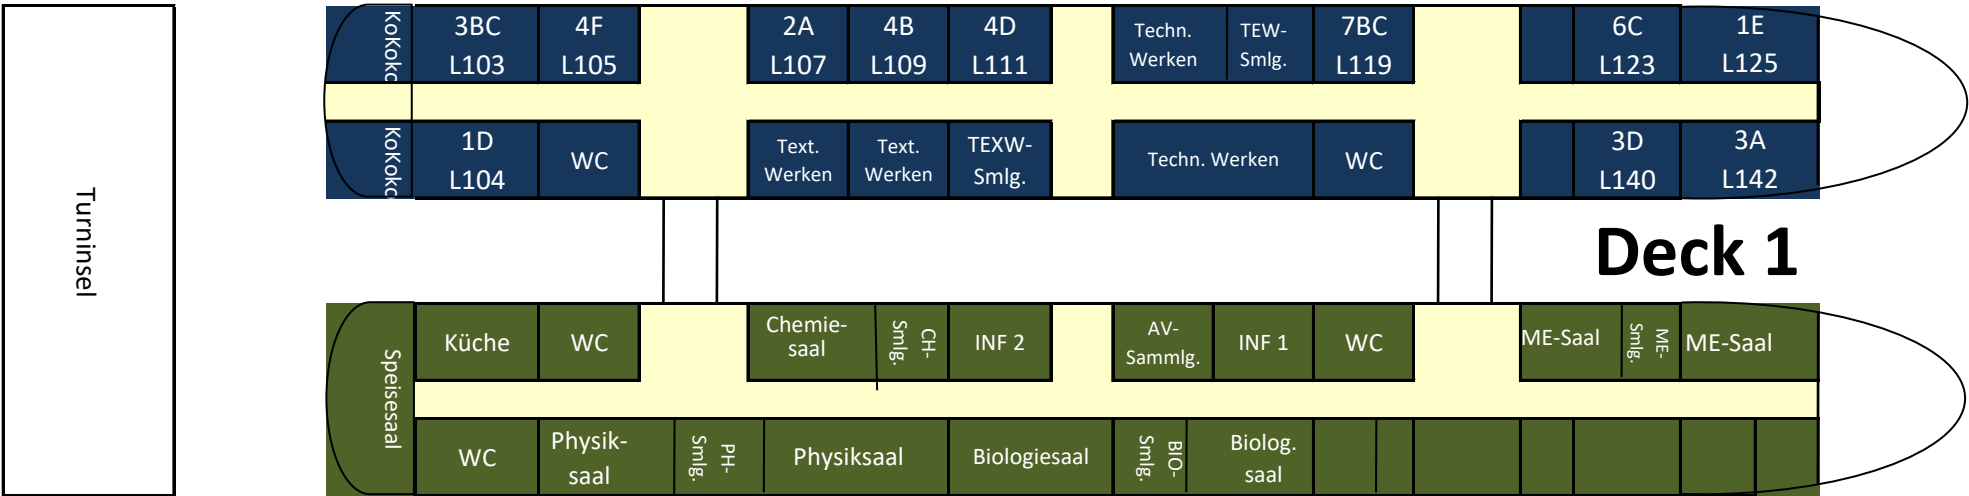 Turninsel
KoKoko
3BC
L103
4F
L105
2A
L107
4B
L109
4D
L111
Techn.
Werken
TEW-
Smlg.
7BC
L119
6C
L123
1E
L125
KoKoko
1D
L104
WC
Text.
Werken
Text.
Werken
TEXW-
Smlg.
Techn. Werken
WC
3D
L140
3A
L142
Deck 1
Speisesaal
Küche
WC
Chemie-
saal
CH-
Smlg.
INF 2
AV-
Sammlg.
INF 1
WC
ME-Saal
ME-
Smlg.
ME-Saal
WC
Physik-
saal
PH-
Smlg.
Physiksaal
Biologiesaal
BIO-
Smlg.
Biolog.
saal